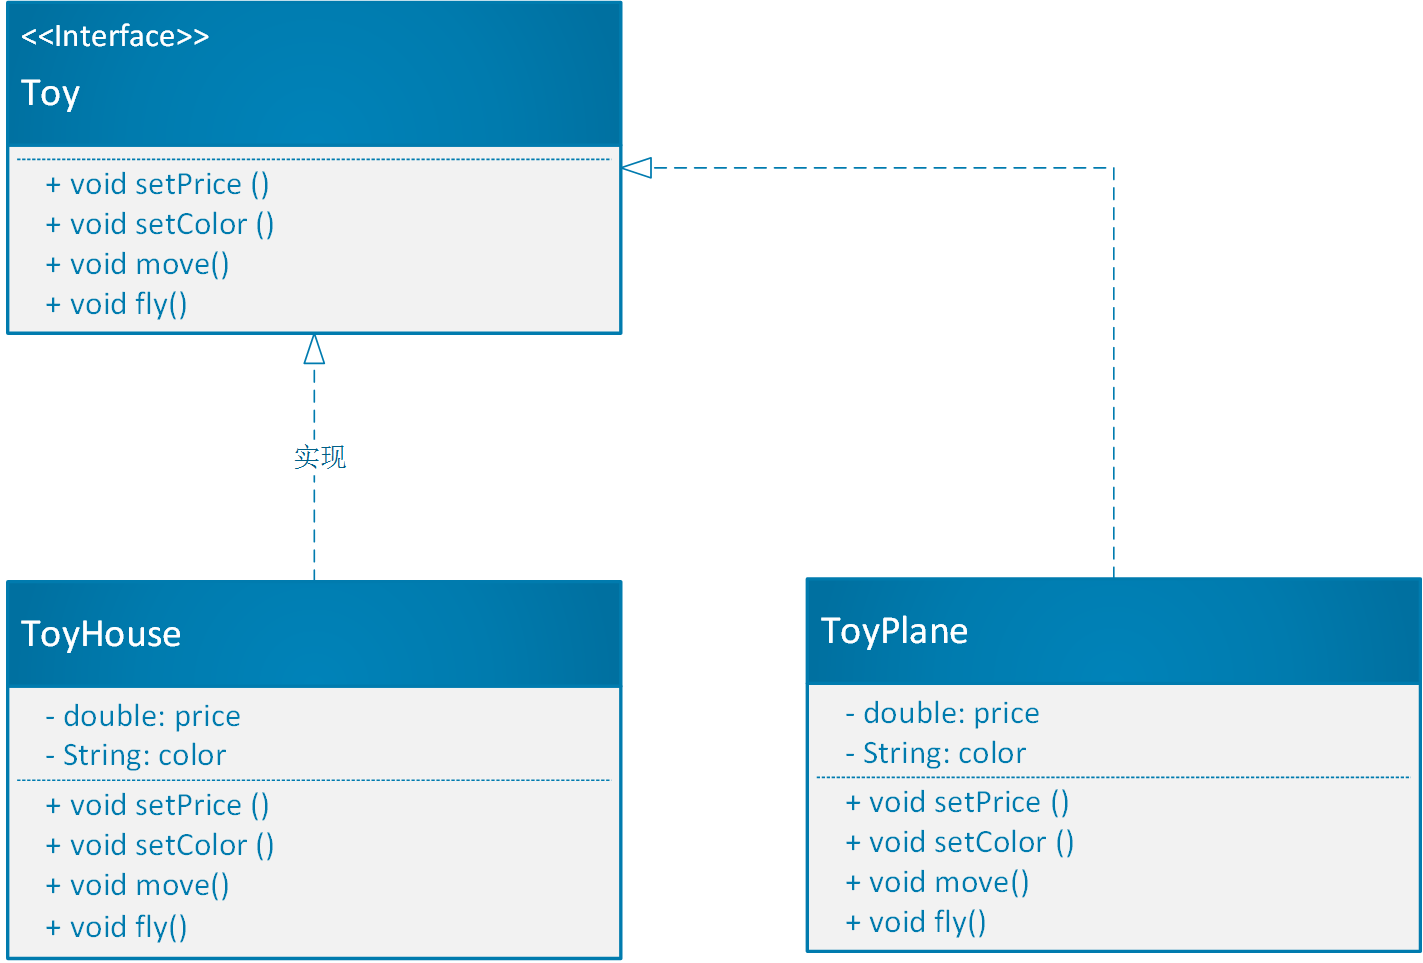 <<Interface>>
Toy
+ void setPrice ()
+ void setColor ()
+ void move()
+ void fly()
实现
ToyHouse
- double: price
- String: color
+ void setPrice ()
+ void setColor ()
+ void move()
+ void fly()
ToyPlane
- double: price
- String: color
+ void setPrice ()
+ void setColor ()
+ void move()
+ void fly()